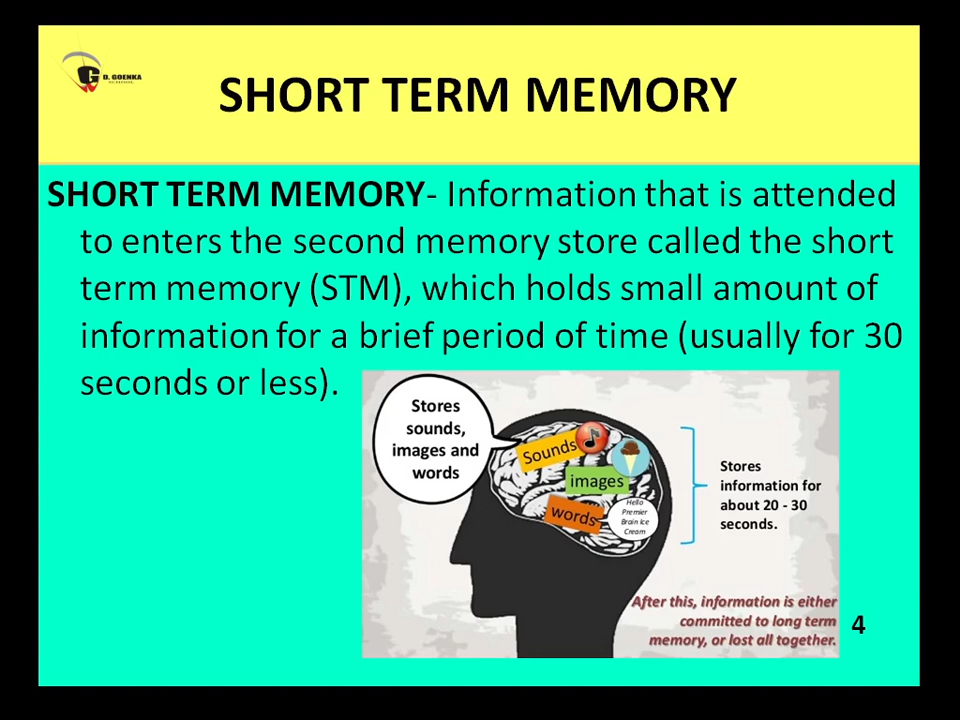 G D. GOENKA
SHORT TERM MEMORY
SHORT TERM MEMORY- Information that is attended
to enters the second memory store called the short
term memory (STM), which holds small amount of
information for a brief period of time (usually for 30
seconds or less).
Stores
sounds,
images and
words
Sounds
images
words
Hello
Premier
Brain Ice
Cream
Stores
information for
about 20 - 30
seconds.
After this, information is either
committed to long term
memory, or lost all together.
4